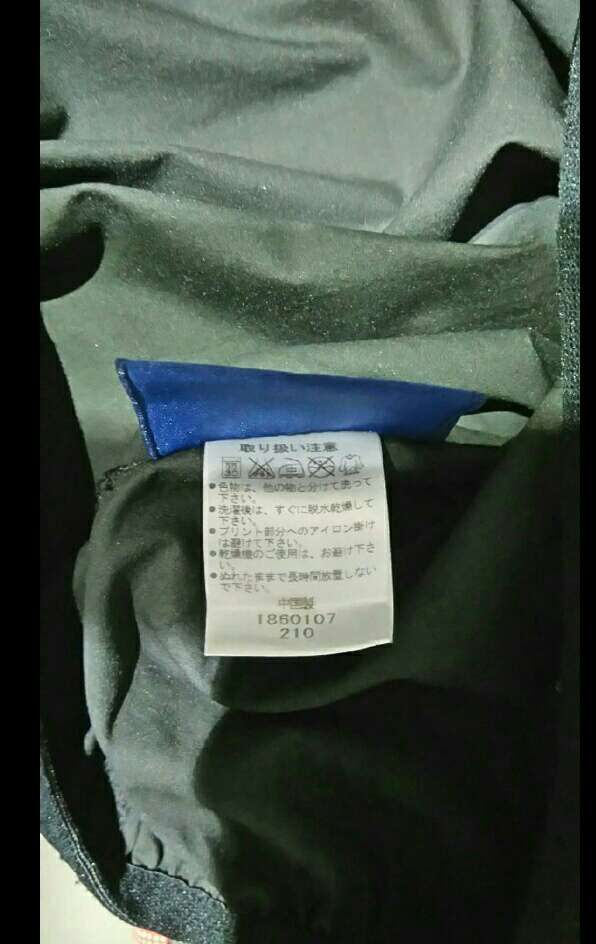 取り扱い注意
●色物は、他の物と分けて洗って
下さい。
●洗濯後は、すぐに脱水乾燥して
下さい。
●プリント部分へのアイロン掛け
は避けて下さい。
●乾燥機のご使用は、お避け下さ
い。
●ぬれたままで長時間放置しない
で下さい。
中国製
1860107
210